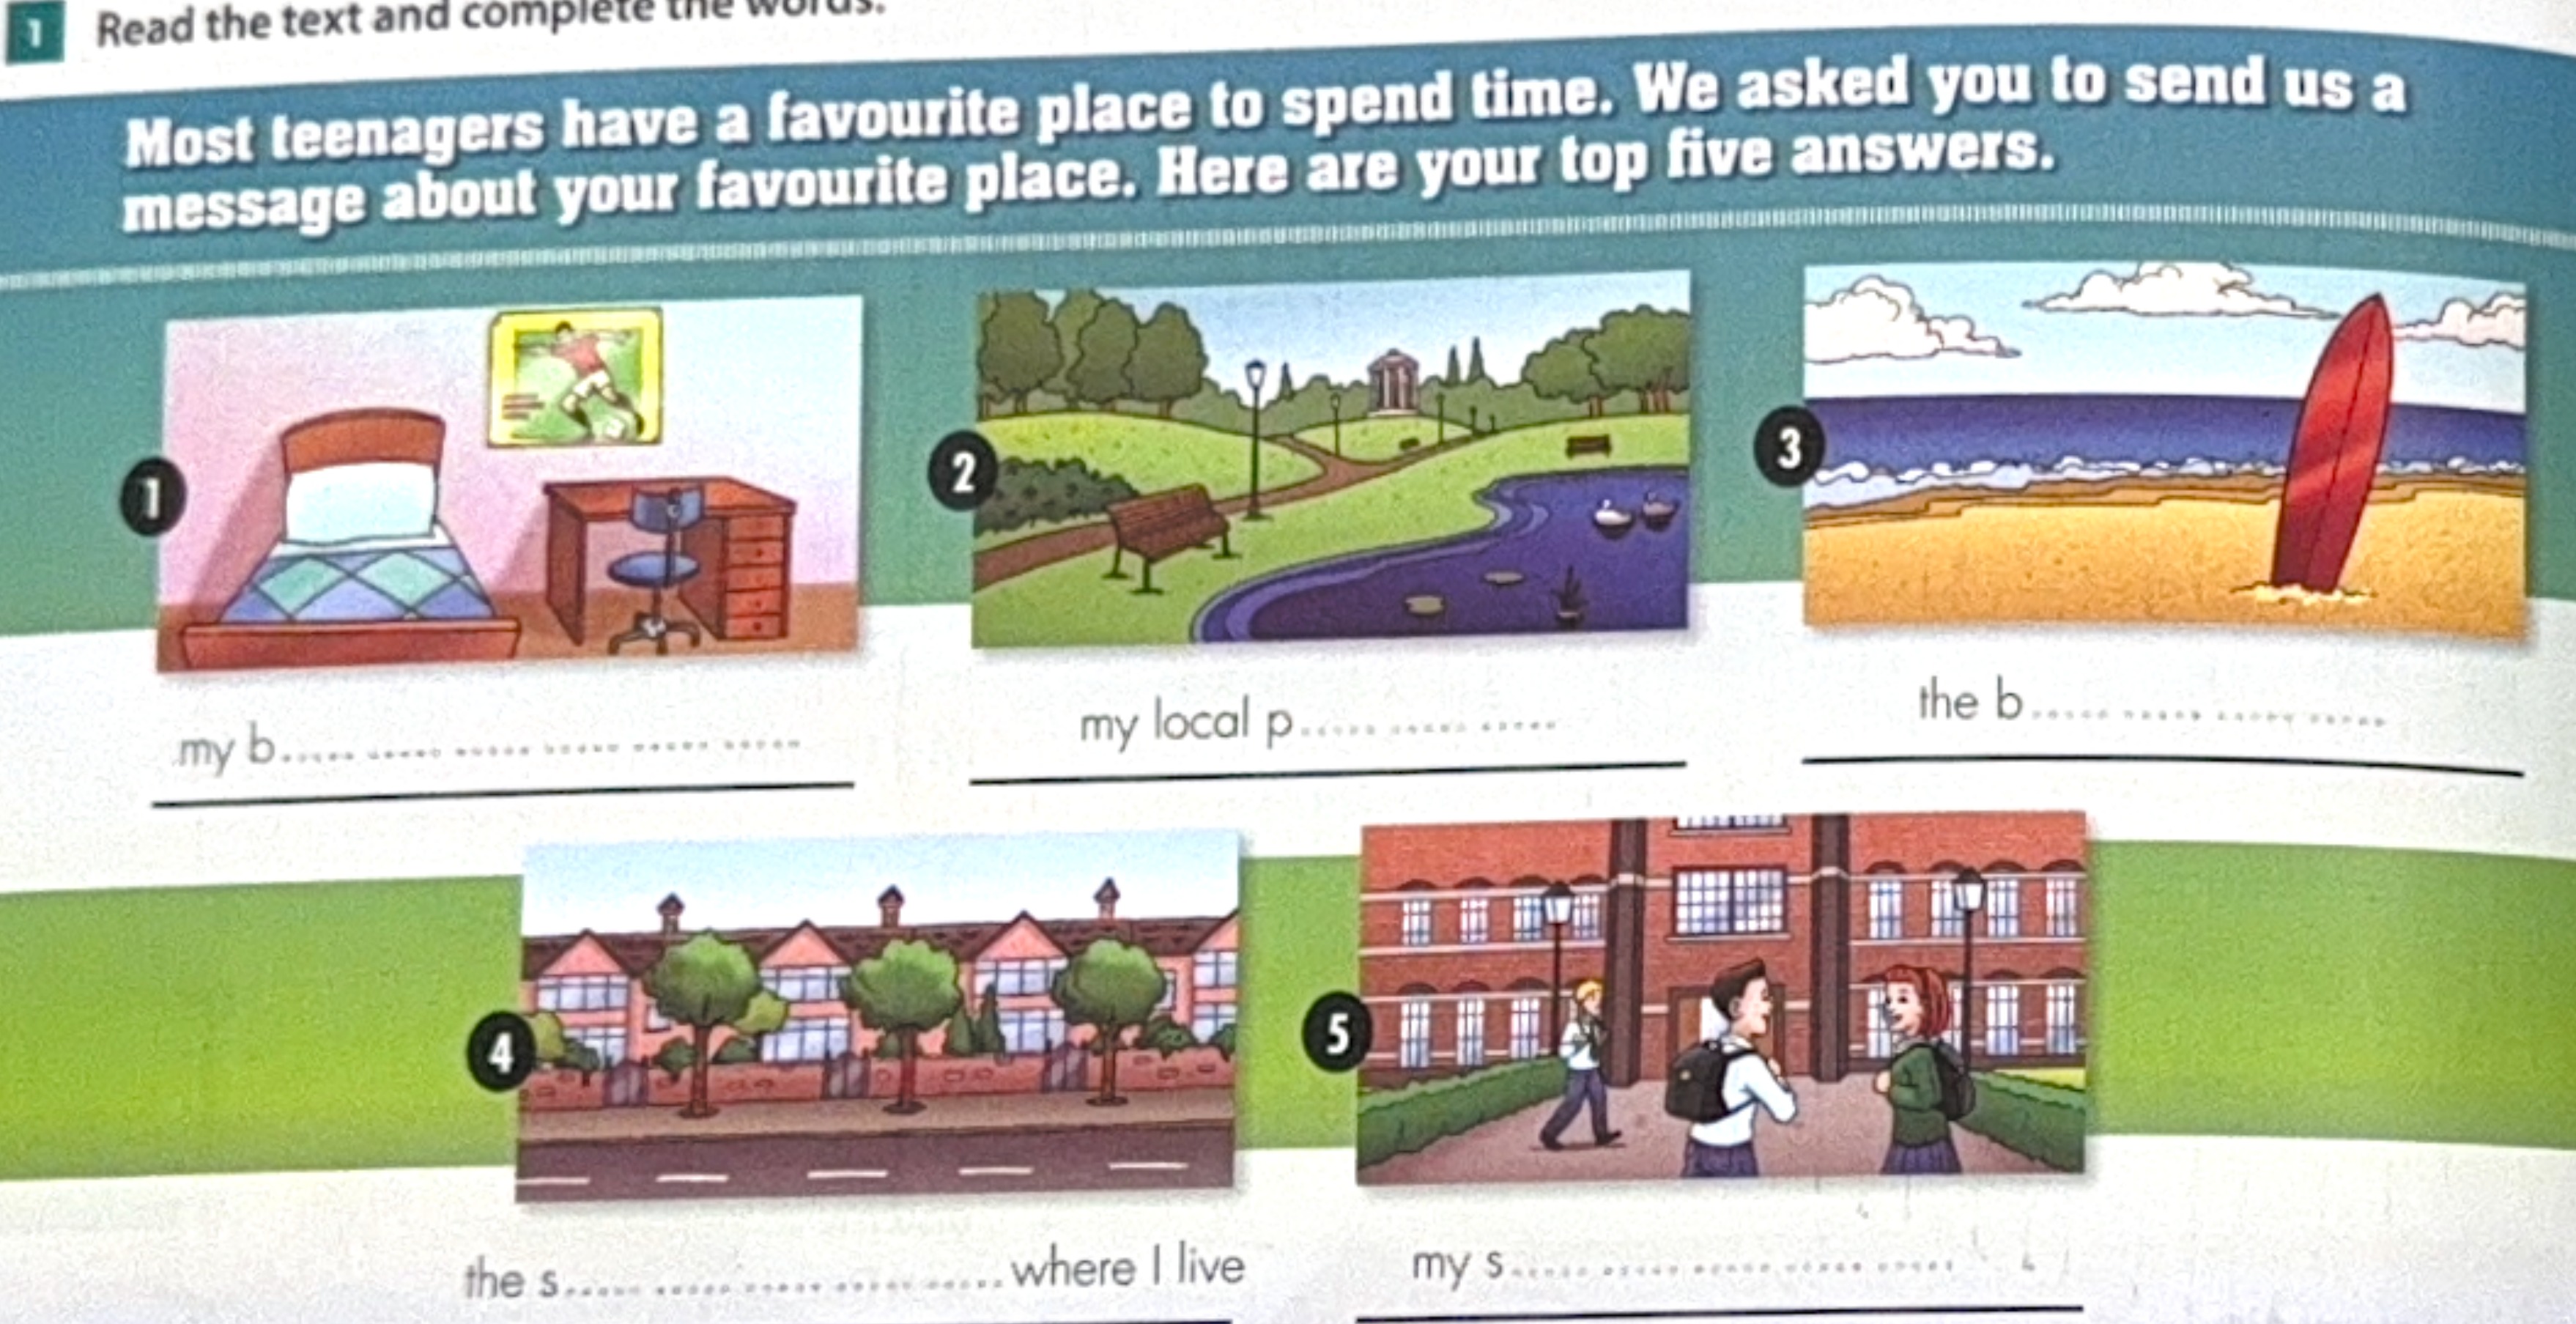 1 Read the text and complete the words.
Most teenagers have a favourite place to spend time. We asked you to send us a
message about your favourite place. Here are your top five answers.
1
2
3
my b..... ..... ..... ..... ..... .....
my local p..... ..... .....
the b..... ..... ..... .....
4
5
the s..... ..... ..... ..... ..... where I live
my s..... ..... ..... ..... .....